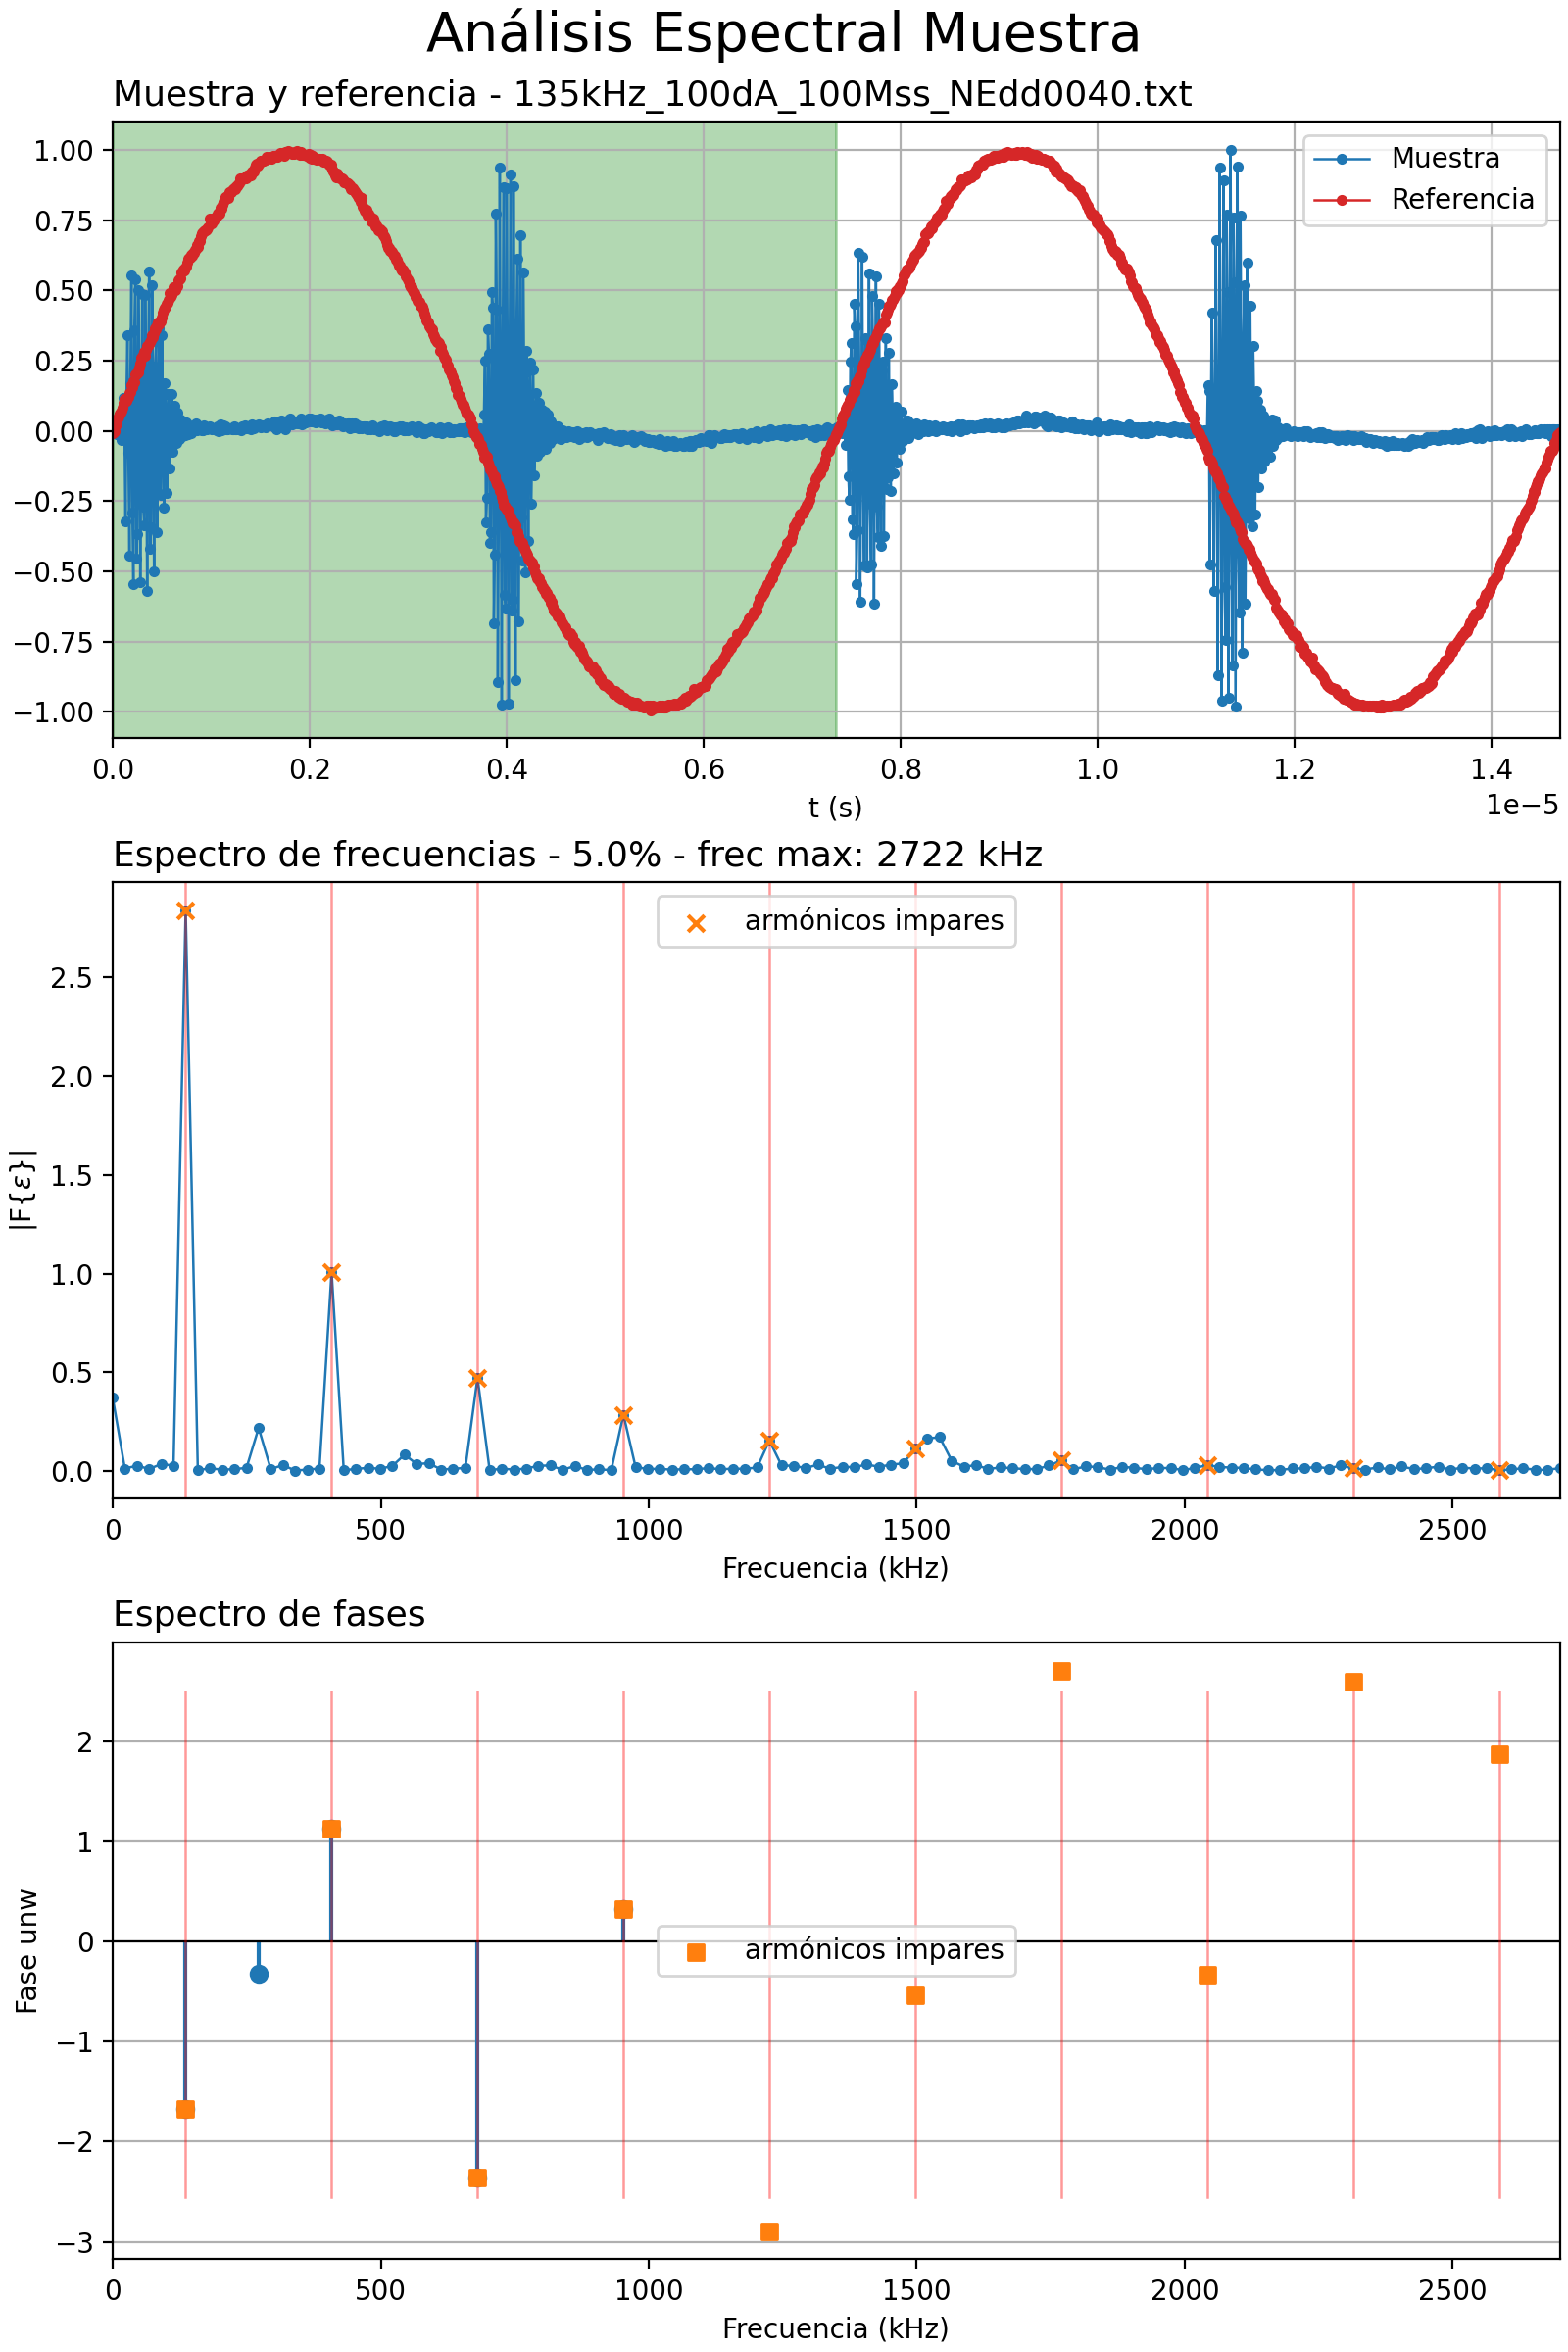 Análisis Espectral Muestra
Muestra y referencia - 135kHz_100dA_100Mss_NEdd0040.txt
1.00
0.75
0.50
0.25
0.00
−0.25
−0.50
−0.75
−1.00
Muestra
Referencia
0.0 0.2 0.4 0.6 0.8 1.0 1.2 1.4
t (s)
1e−5
Espectro de frecuencias - 5.0% - frec max: 2722 kHz
armónicos impares
|F{ε}|
2.5
2.0
1.5
1.0
0.5
0.0
0 500 1000 1500 2000 2500
Frecuencia (kHz)
Espectro de fases
Fase unw
2
1
0
−1
−2
−3
armónicos impares
0 500 1000 1500 2000 2500
Frecuencia (kHz)